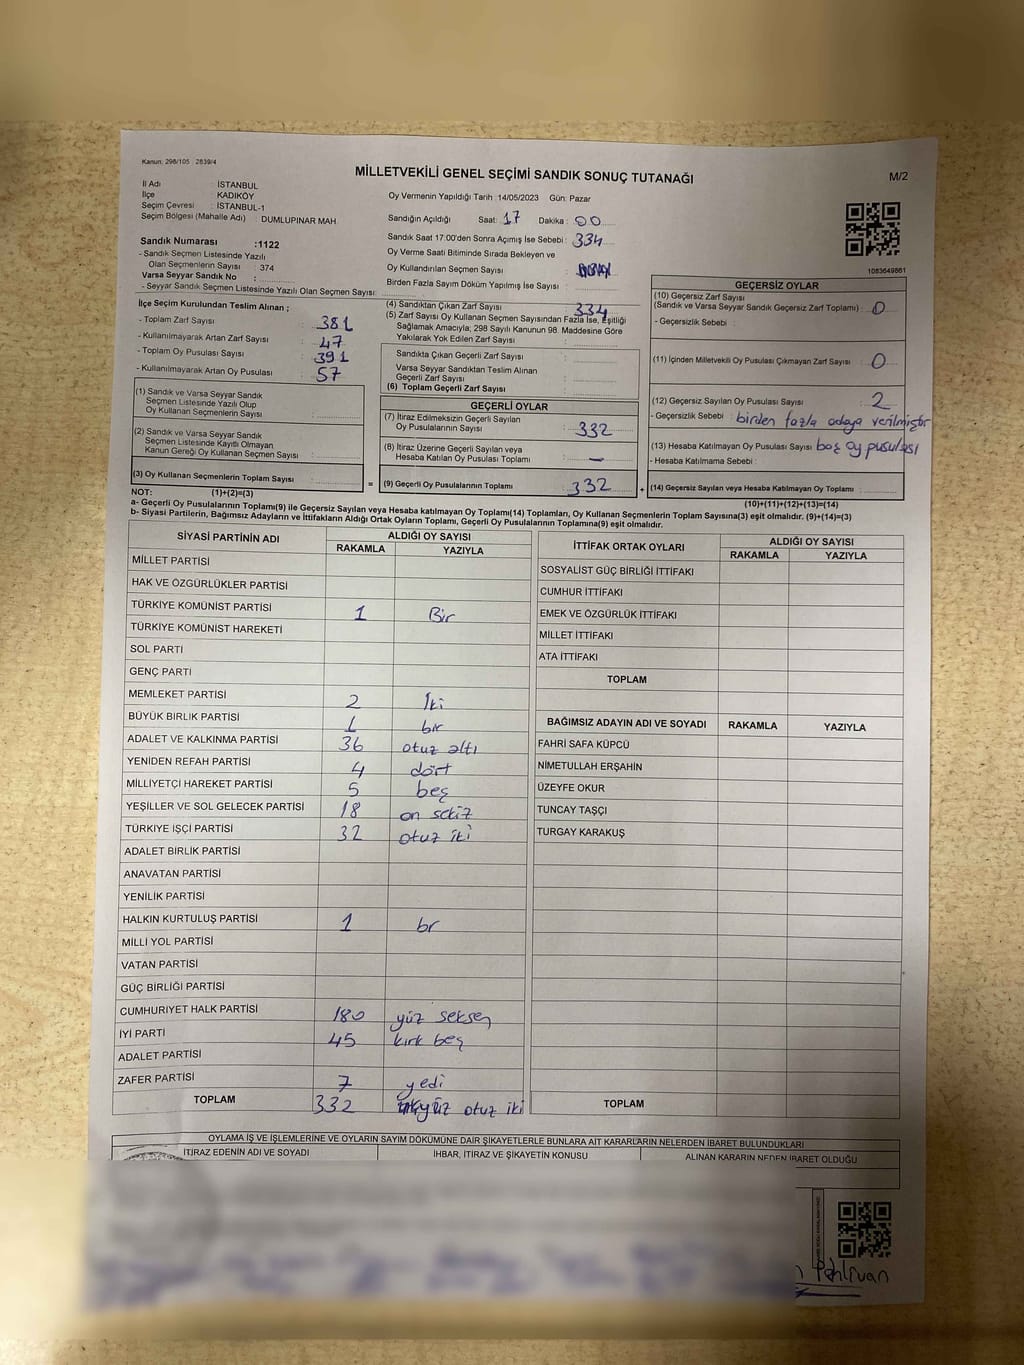 Kanun: 298/105 2839/4
MİLLETVEKİLİ GENEL SEÇİMİ SANDIK SONUÇ TUTANAĞI
M/2
İl Adı : İSTANBUL
İlçe : KADIKÖY
Seçim Çevresi : İSTANBUL-1
Seçim Bölgesi (Mahalle Adı) : DUMLUPINAR MAH
Sandık Numarası :1122
- Sandık Seçmen Listesinde Yazılı
Olan Seçmenlerin Sayısı : 374
Varsa Seyyar Sandık No :
- Seyyar Sandık Seçmen Listesinde Yazılı Olan Seçmen Sayısı:
İlçe Seçim Kurulundan Teslim Alınan ;
- Toplam Zarf Sayısı : 381
- Kullanılmayarak Artan Zarf Sayısı : 47
- Toplam Oy Pusulası Sayısı : 391
- Kullanılmayarak Artan Oy Pusulası : 57
(1) Sandık ve Varsa Seyyar Sandık
Seçmen Listesinde Yazılı Olup
Oy Kullanan Seçmenlerin Sayısı :
(2) Sandık ve Varsa Seyyar Sandık
Seçmen Listesinde Kayıtlı Olmayan
Kanun Gereği Oy Kullanan Seçmen Sayısı :
(3) Oy Kullanan Seçmenlerin Toplam Sayısı :
Oy Vermenin Yapıldığı Tarih :14/05/2023 Gün: Pazar
Sandığın Açıldığı Saat: 17 Dakika : 00
Sandık Saat 17:00'den Sonra Açımış İse Sebebi : 334
Oy Verme Saati Bitiminde Sırada Bekleyen ve
Oy Kullandırılan Seçmen Sayısı :
Birden Fazla Sayım Döküm Yapılmış İse Sayısı :
(4) Sandıktan Çıkan Zarf Sayısı : 334
(5) Zarf Sayısı Oy Kullanan Seçmen Sayısından Fazla İse, Eşitliği
Sağlamak Amacıyla; 298 Sayılı Kanunun 98. Maddesine Göre
Yakılarak Yok Edilen Zarf Sayısı :
Sandıkta Çıkan Geçerli Zarf Sayısı :
Varsa Seyyar Sandıktan Teslim Alınan
Geçerli Zarf Sayısı :
(6) Toplam Geçerli Zarf Sayısı :
GEÇERLİ OYLAR
(7) İtiraz Edilmeksizin Geçerli Sayılan
Oy Pusulalarının Sayısı : 332
(8) İtiraz Üzerine Geçerli Sayılan veya
Hesaba Katılan Oy Pusulası Toplamı : –
= (9) Geçerli Oy Pusulalarının Toplamı : 332 +
1083649861
GEÇERSİZ OYLAR
(10) Geçersiz Zarf Sayısı
(Sandık ve Varsa Seyyar Sandık Geçersiz Zarf Toplamı) : 0
- Geçersizlik Sebebi :
(11) İçinden Milletvekili Oy Pusulası Çıkmayan Zarf Sayısı : 0
(12) Geçersiz Sayılan Oy Pusulası Sayısı : 2
- Geçersizlik Sebebi : birden fazla adaya verilmiştir
(13) Hesaba Katılmayan Oy Pusulası Sayısı : boş oy pusulası
- Hesaba Katılmama Sebebi :
(14) Geçersiz Sayılan veya Hesaba Katılmayan Oy Toplamı :
NOT: (1)+(2)=(3) (10)+(11)+(12)+(13)=(14)
a- Geçerli Oy Pusulalarının Toplamı(9) ile Geçersiz Sayılan veya Hesaba katılmayan Oy Toplamı(14) Toplamları, Oy Kullanan Seçmenlerin Toplam Sayısına(3) eşit olmalıdır. (9)+(14)=(3)
b- Siyasi Partilerin, Bağımsız Adayların ve İttifakların Aldığı Ortak Oyların Toplamı, Geçerli Oy Pusulalarının Toplamına(9) eşit olmalıdır.
SİYASİ PARTİNİN ADI ALDIĞI OY SAYISI
RAKAMLA YAZIYLA
MİLLET PARTİSİ
HAK VE ÖZGÜRLÜKLER PARTİSİ
TÜRKİYE KOMÜNİST PARTİSİ 1 Bir
TÜRKİYE KOMÜNİST HAREKETİ
SOL PARTİ
GENÇ PARTİ
MEMLEKET PARTİSİ 2 İki
BÜYÜK BİRLİK PARTİSİ 1 bir
ADALET VE KALKINMA PARTİSİ 36 otuz altı
YENİDEN REFAH PARTİSİ 4 dört
MİLLİYETÇİ HAREKET PARTİSİ 5 beş
YEŞİLLER VE SOL GELECEK PARTİSİ 18 on sekiz
TÜRKİYE İŞÇİ PARTİSİ 32 otuz iki
ADALET BİRLİK PARTİSİ
ANAVATAN PARTİSİ
YENİLİK PARTİSİ
HALKIN KURTULUŞ PARTİSİ 1 br
MİLLİ YOL PARTİSİ
VATAN PARTİSİ
GÜÇ BİRLİĞİ PARTİSİ
CUMHURİYET HALK PARTİSİ 180 yüz seksen
İYİ PARTİ 45 kırk beş
ADALET PARTİSİ
ZAFER PARTİSİ 7 yedi
TOPLAM 332 üçyüz otuz iki
İTTİFAK ORTAK OYLARI ALDIĞI OY SAYISI
RAKAMLA YAZIYLA
SOSYALİST GÜÇ BİRLİĞİ İTTİFAKI
CUMHUR İTTİFAKI
EMEK VE ÖZGÜRLÜK İTTİFAKI
MİLLET İTTİFAKI
ATA İTTİFAKI
TOPLAM
BAĞIMSIZ ADAYIN ADI VE SOYADI RAKAMLA YAZIYLA
FAHRİ SAFA KÜPCÜ
NİMETULLAH ERŞAHİN
ÜZEYFE OKUR
TUNCAY TAŞÇI
TURGAY KARAKUŞ
TOPLAM
OYLAMA İŞ VE İŞLEMLERİNE VE OYLARIN SAYIM DÖKÜMÜNE DAİR ŞİKAYETLERLE BUNLARA AİT KARARLARIN NELERDEN İBARET BULUNDUKLARI
İTİRAZ EDENİN ADI VE SOYADI İHBAR, İTİRAZ VE ŞİKAYETİN KONUSU ALINAN KARARIN NEDEN İBARET OLDUĞU
Pehlivan